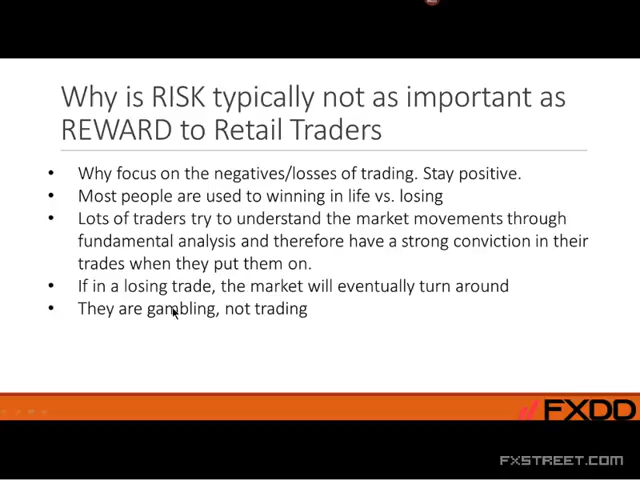 Why is RISK typically not as important as
REWARD to Retail Traders
• Why focus on the negatives/losses of trading. Stay positive.
• Most people are used to winning in life vs. losing
• Lots of traders try to understand the market movements through
fundamental analysis and therefore have a strong conviction in their
trades when they put them on.
• If in a losing trade, the market will eventually turn around
• They are gambling, not trading
FXDD
FXSTREET.COM